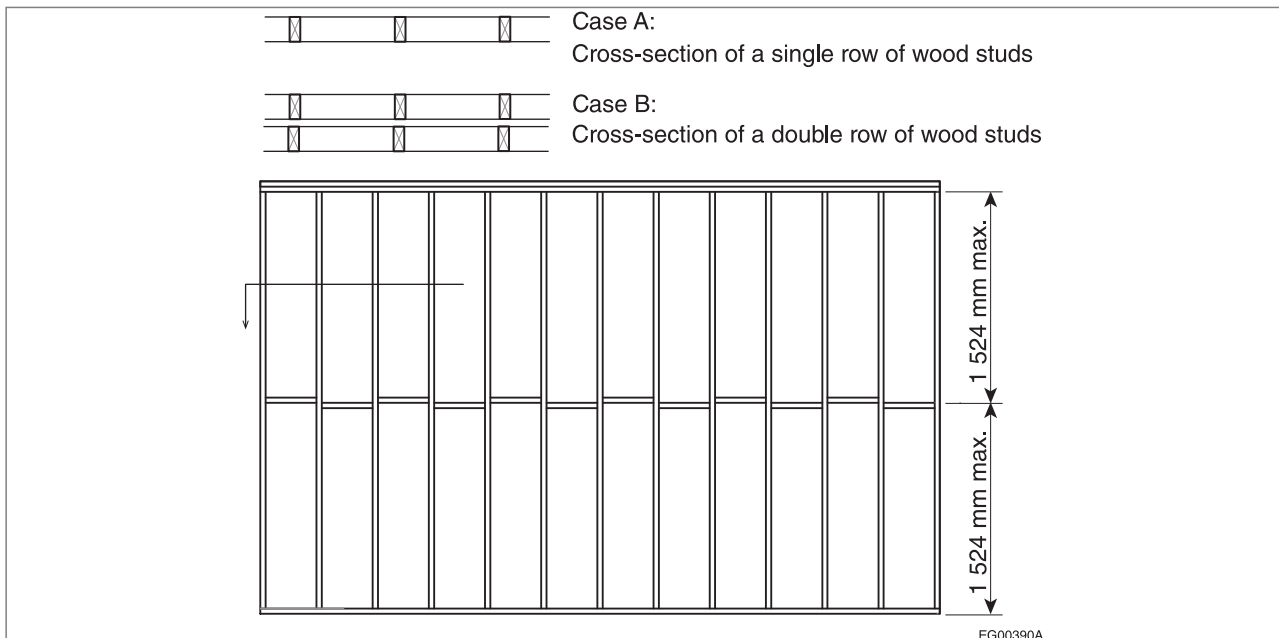 Case A:
Cross-section of a single row of wood studs
Case B:
Cross-section of a double row of wood studs
1 524 mm max.
1 524 mm max.
EG00390A